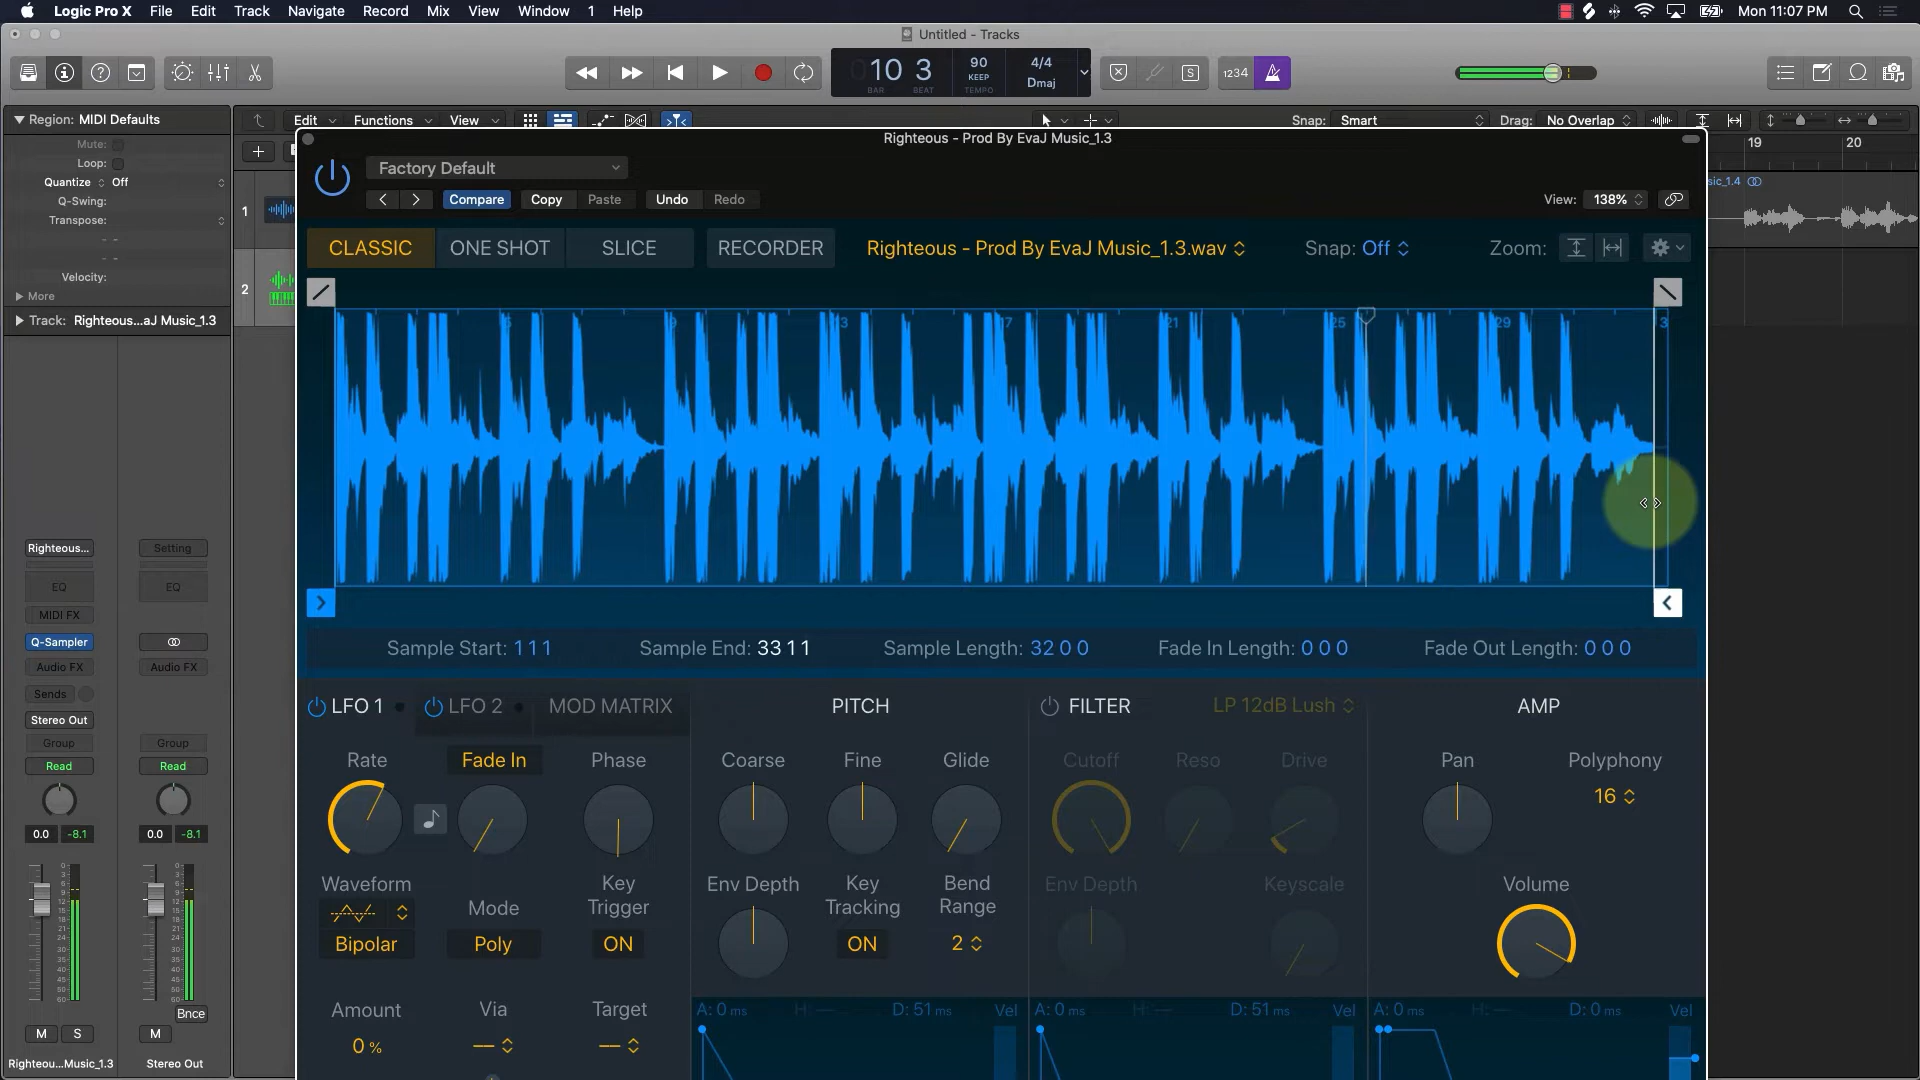 Logic Pro X File Edit Track Navigate Record Mix View Window 1 Help Mon 11:07 PM
Untitled - Tracks
10 3 90 KEEP 4/4 Dmaj 1234 S
BAR BEAT TEMPO
Region: MIDI Defaults
Edit Functions View Snap: Smart Drag: No Overlap
Righteous - Prod By EvaJ Music_1.3
Mute:
Loop:
Quantize Off
Q-Swing:
Transpose:
Velocity:
More
Track: Righteous...aJ Music_1.3
1
2
19 20
sic_1.4
Factory Default
Compare Copy Paste Undo Redo View: 138%
CLASSIC ONE SHOT SLICE RECORDER Righteous - Prod By EvaJ Music_1.3.wav Snap: Off Zoom:
21 25 29
Sample Start: 1 1 1 Sample End: 33 1 1 Sample Length: 32 0 0 Fade In Length: 0 0 0 Fade Out Length: 0 0 0
LFO 1 LFO 2 MOD MATRIX PITCH FILTER LP 12dB Lush AMP
Rate Fade In Phase Coarse Fine Glide Cutoff Reso Drive Pan Polyphony
16
Waveform Mode Key Trigger Env Depth Key Tracking Bend Range Env Depth Keyscale Volume
Bipolar Poly ON ON 2
Amount Via Target
0 %
A: 0 ms H: D: 51 ms Vel A: 0 ms H: D: 51 ms Vel A: 0 ms H: D: 0 ms Vel
Righteous... Setting
EQ EQ
MIDI FX
Q-Sampler
Audio FX Audio FX
Sends
Stereo Out
Group Group
Read Read
0.0 -8.1 0.0 -8.1
Bnce
M S M
Righteou...Music_1.3 Stereo Out